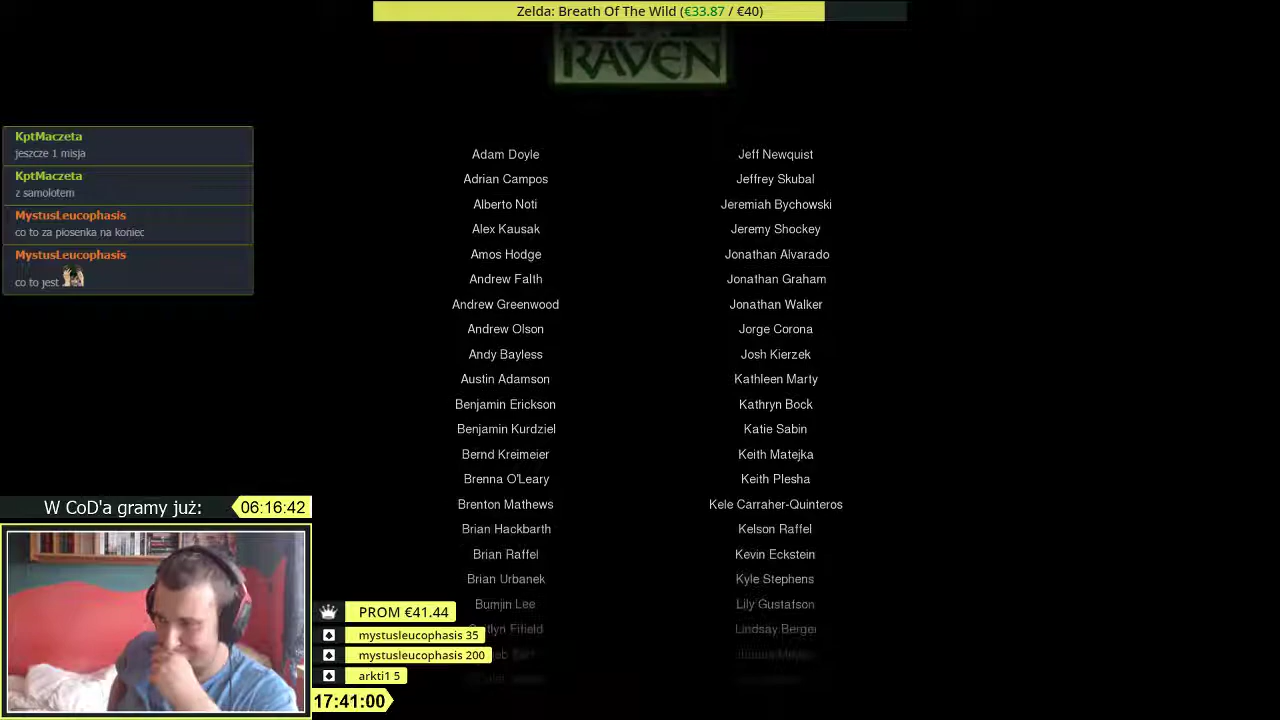 Zelda: Breath Of The Wild (€33.87 / €40)
RAVEN
KptMaczeta
jeszcze 1 misja
KptMaczeta
z samolotem
MystusLeucophasis
co to za piosenka na koniec
MystusLeucophasis
co to jest
Adam Doyle
Adrian Campos
Alberto Noti
Alex Kausak
Amos Hodge
Andrew Falth
Andrew Greenwood
Andrew Olson
Andy Bayless
Austin Adamson
Benjamin Erickson
Benjamin Kurdziel
Bernd Kreimeier
Brenna O'Leary
Brenton Mathews
Brian Hackbarth
Brian Raffel
Brian Urbanek
Bumjin Lee
Fifield
Jeff Newquist
Jeffrey Skubal
Jeremiah Bychowski
Jeremy Shockey
Jonathan Alvarado
Jonathan Graham
Jonathan Walker
Jorge Corona
Josh Kierzek
Kathleen Marty
Kathryn Bock
Katie Sabin
Keith Matejka
Keith Plesha
Kele Carraher-Quinteros
Kelson Raffel
Kevin Eckstein
Kyle Stephens
Lily Gustafson
Lindsay Berge
W CoD'a gramy już:
06:16:42
PROM €41.44
mystusleucophasis 35
mystusleucophasis 200
arkti1 5
17:41:00